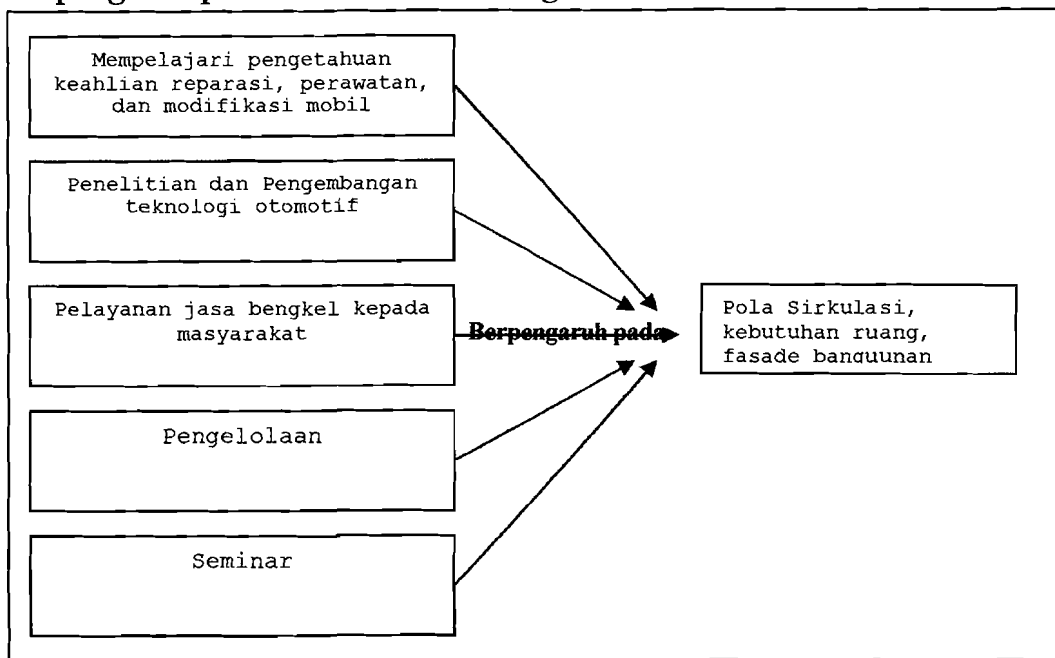 Mempelajari pengetahuan
keahlian reparasi, perawatan,
dan modifikasi mobil
Penelitian dan Pengembangan
teknologi otomotif
Pelayanan jasa bengkel kepada
masyarakat
Berpengaruh pada
Pola Sirkulasi,
kebutuhan ruang,
fasade banguunan
Pengelolaan
Seminar